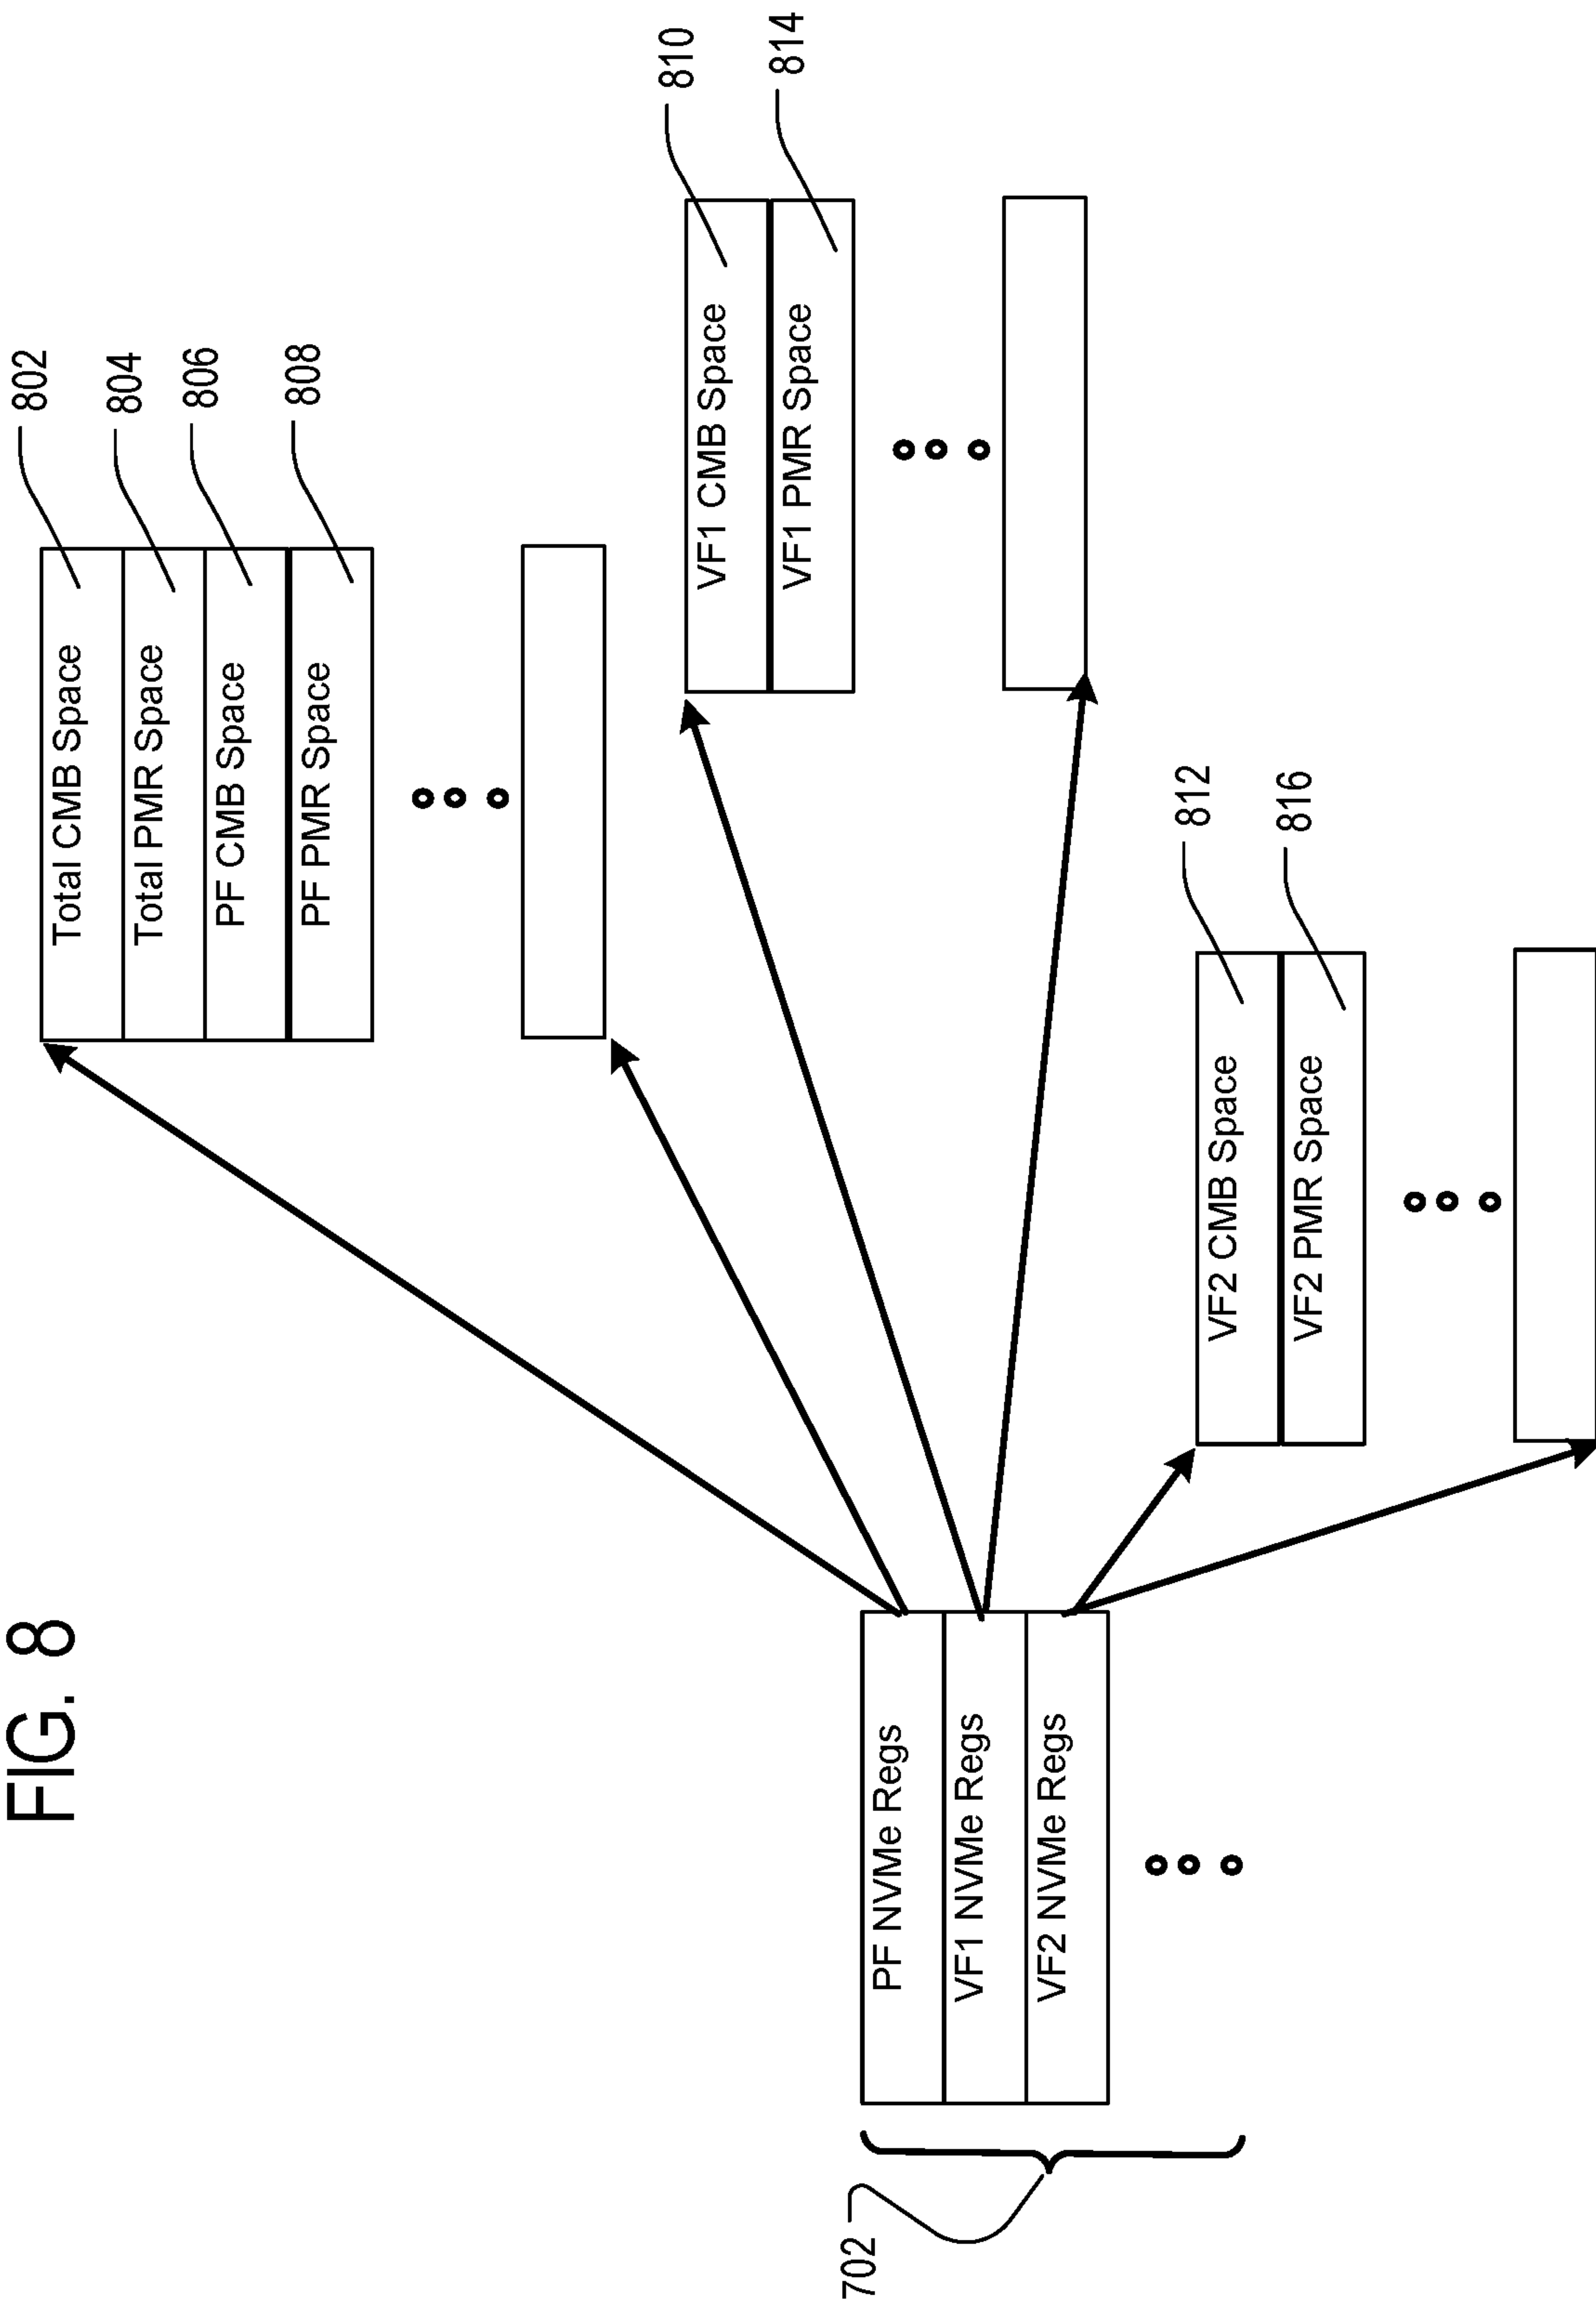 FIG. 8
702
PF NVMe Regs
VF1 NVMe Regs
VF2 NVMe Regs
Total CMB Space
Total PMR Space
PF CMB Space
PF PMR Space
802
804
806
808
VF1 CMB Space
VF1 PMR Space
810
814
VF2 CMB Space
VF2 PMR Space
812
816